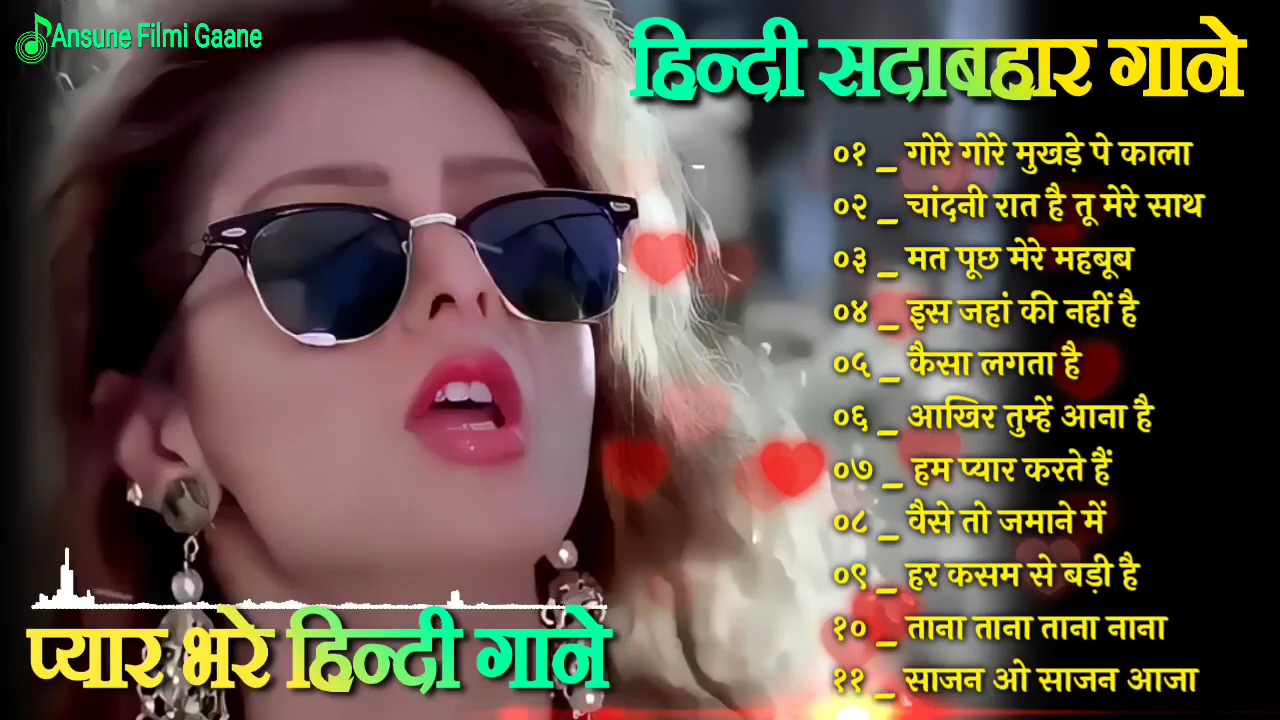 Ansune Filmi Gaane
हिन्दी सदाबहार गाने
०१ _ गोरे गोरे मुखड़े पे काला
०२ _ चांदनी रात है तू मेरे साथ
०३ _ मत पूछ मेरे महबूब
०४ _ इस जहां की नहीं है
०५ _ कैसा लगता है
०६ _ आखिर तुम्हें आना है
०७ _ हम प्यार करते हैं
०८ _ वैसे तो जमाने में
०९ _ हर कसम से बड़ी है
१० _ ताना ताना ताना नाना
११ _ साजन ओ साजन आजा
प्यार भरे हिन्दी गाने